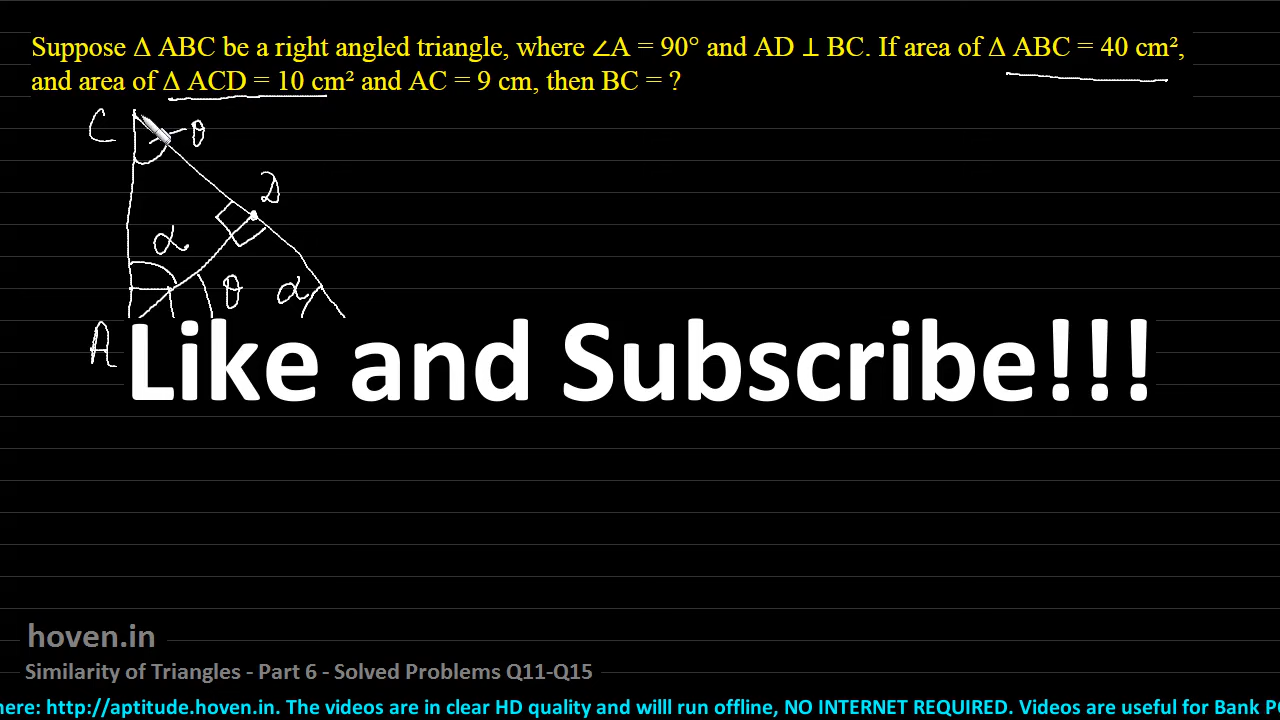 Suppose Δ ABC be a right angled triangle, where ∠A = 90° and AD ⊥ BC. If area of Δ ABC = 40 cm²,
and area of Δ ACD = 10 cm² and AC = 9 cm, then BC = ?
C
θ
D
α
θ
α
A
Like and Subscribe!!!
hoven.in
Similarity of Triangles - Part 6 - Solved Problems Q11-Q15
here: http://aptitude.hoven.in. The videos are in clear HD quality and willl run offline, NO INTERNET REQUIRED. Videos are useful for Bank P